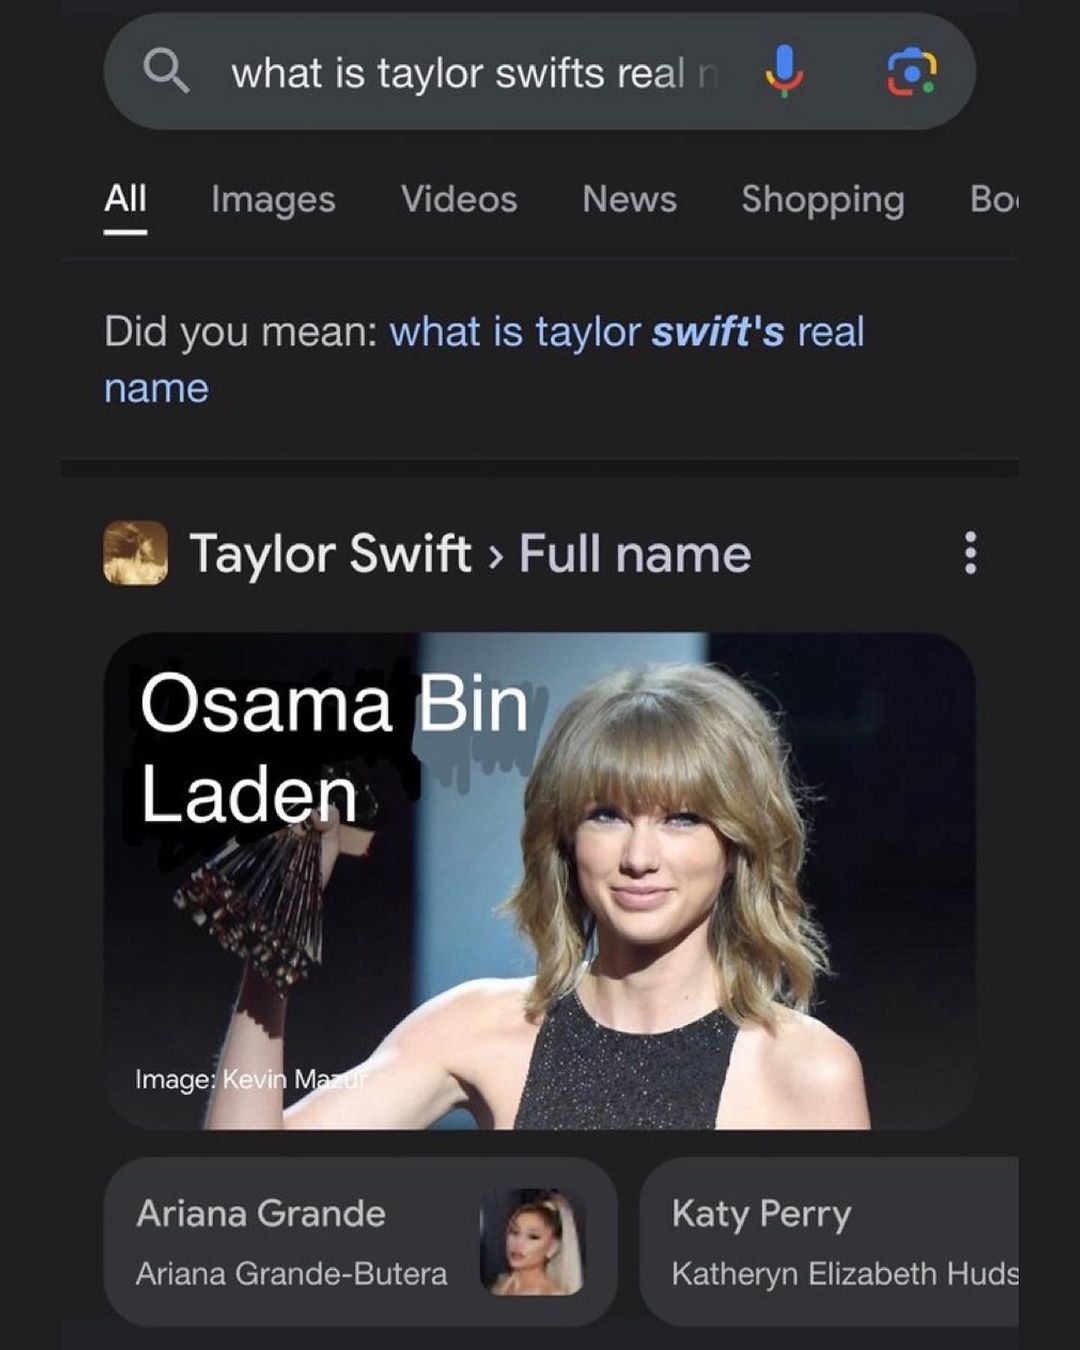 what is taylor swifts real
All Images Videos News Shopping
Did you mean: what is taylor swift's real
name
Taylor Swift › Full name
Osama Bin
Laden
Image: Kevin Mazur
Ariana Grande
Ariana Grande-Butera
Katy Perry
Katheryn Elizabeth Huds